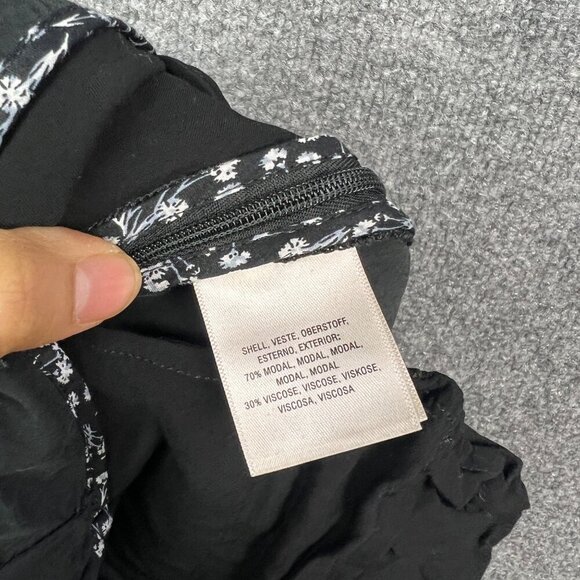 SHELL, VESTE, OBERSTOFF,
ESTERNO, EXTERIOR:
70% MODAL, MODAL, MODAL,
MODAL, MODAL
30% VISCOSE, VISCOSE, VISKOSE,
VISCOSA, VISCOSA